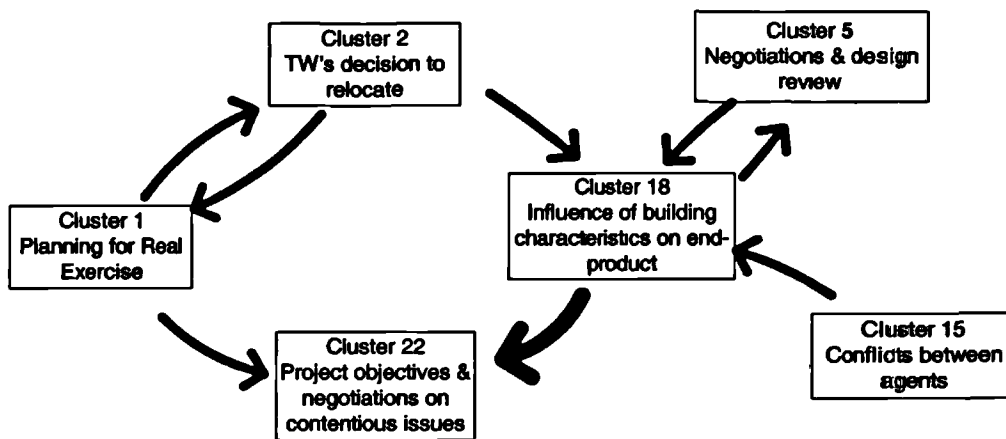 Cluster 2
TW's decision to
relocate
Cluster 5
Negotiations & design
review
Cluster 1
Planning for Real
Exercise
Cluster 18
Influence of building
characteristics on end-
product
Cluster 22
Project objectives &
negotiations on
contentious issues
Cluster 15
Conflicts between
agents